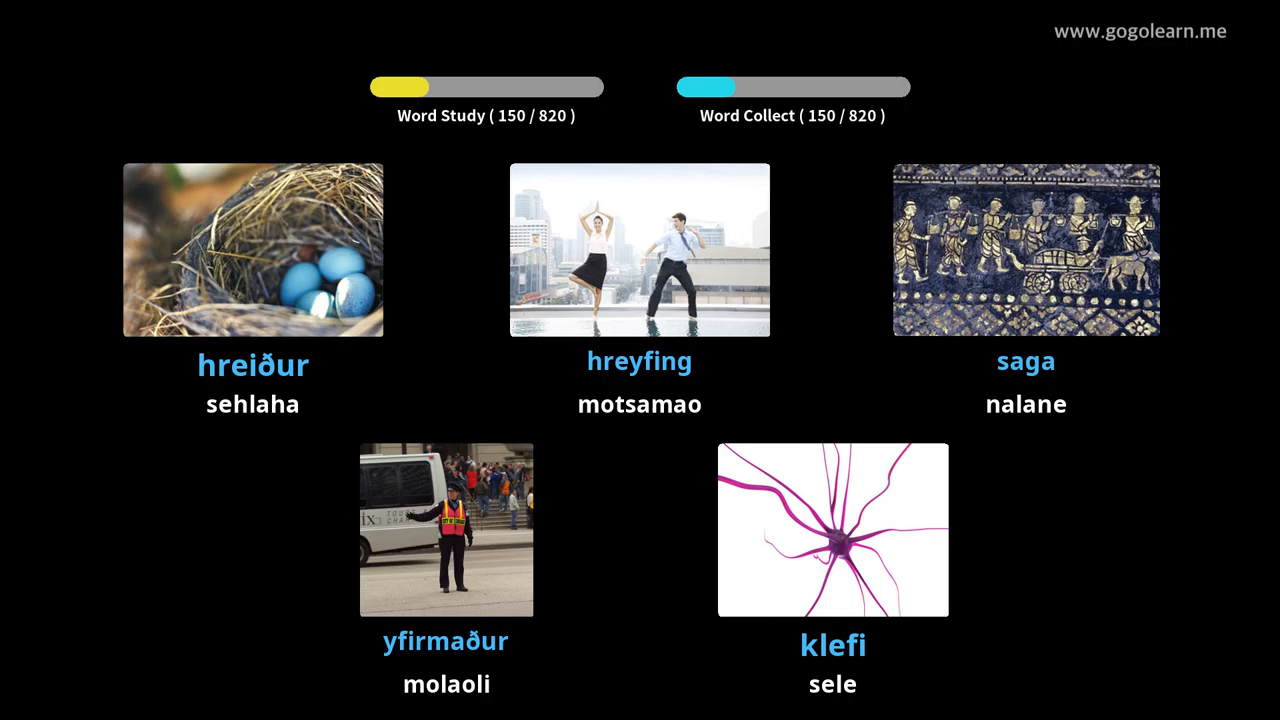 www.gogolearn.me
Word Study ( 150 / 820 )
Word Collect ( 150 / 820 )
hreiður
sehlaha
hreyfing
motsamao
saga
nalane
yfirmaður
molaoli
klefi
sele